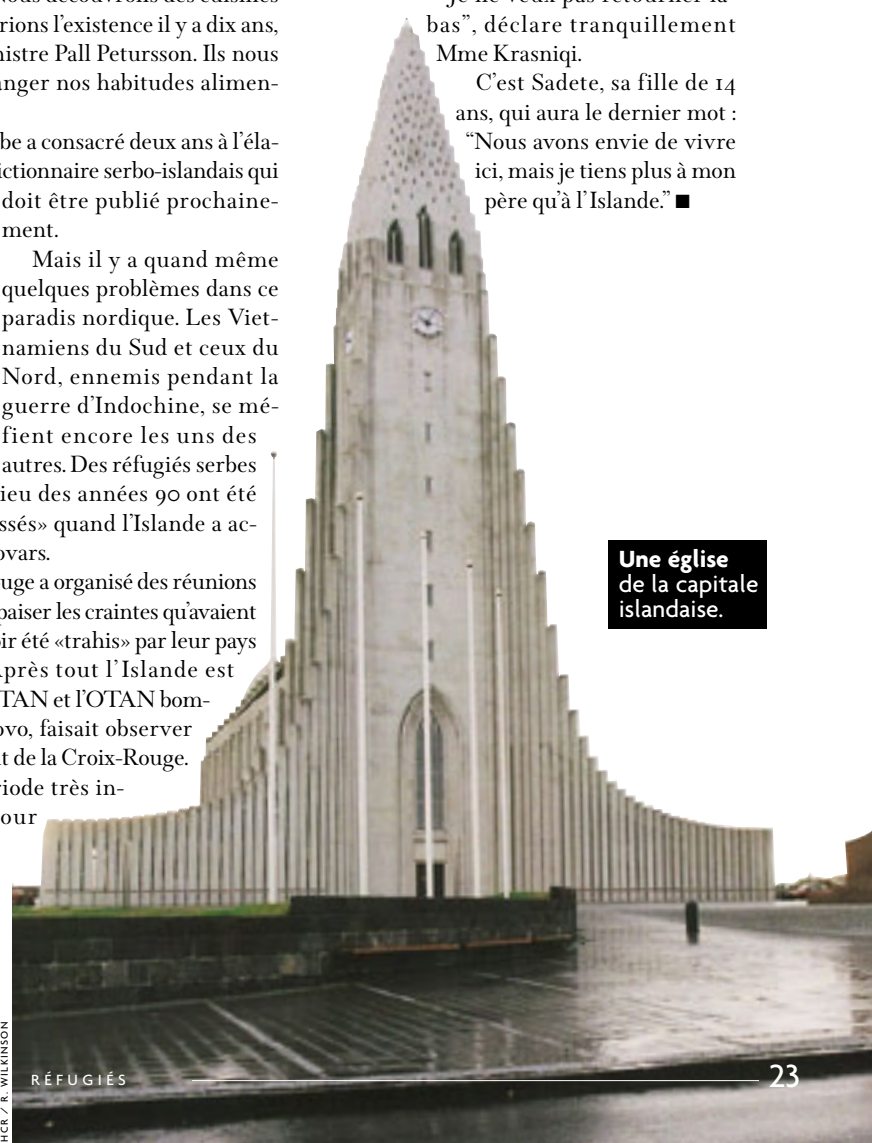 rions l'existence il y a dix ans,
nistre Pall Petursson. Ils nous
anger nos habitudes alimen-
be a consacré deux ans à l'éla-
ictionnaire serbo-islandais qui
doit être publié prochaine-
ment.
Mais il y a quand même
quelques problèmes dans ce
paradis nordique. Les Viet-
namiens du Sud et ceux du
Nord, ennemis pendant la
guerre d'Indochine, se mé-
fient encore les uns des
autres. Des réfugiés serbes
ieu des années 90 ont été
ssés» quand l'Islande a ac-
ovars.
uge a organisé des réunions
paiser les craintes qu'avaient
ir été «trahis» par leur pays
Après tout l'Islande est
TAN et l'OTAN bom-
ovo, faisait observer
t de la Croix-Rouge.
iode très in-
our
bas”, déclare tranquillement
Mme Krasniqi.
C'est Sadete, sa fille de 14
ans, qui aura le dernier mot :
“Nous avons envie de vivre
ici, mais je tiens plus à mon
père qu'à l'Islande.” ■
Une église
de la capitale
islandaise.
HCR / R. WILKINSON
RÉFUGIÉS
23